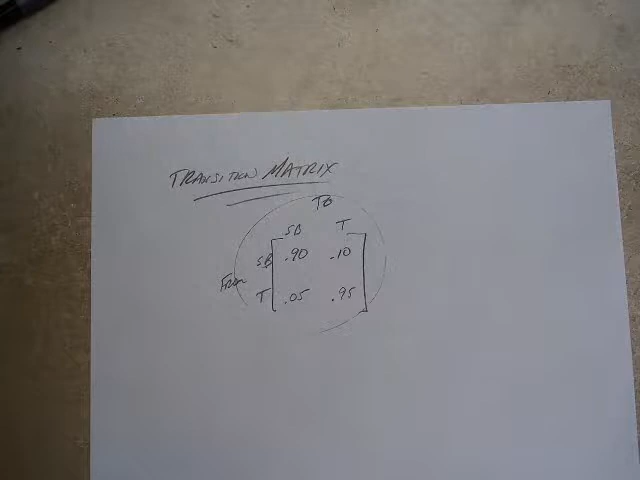 TRANSITION MATRIX
TO
SB T
SB .90 .10
From
T .05 .95